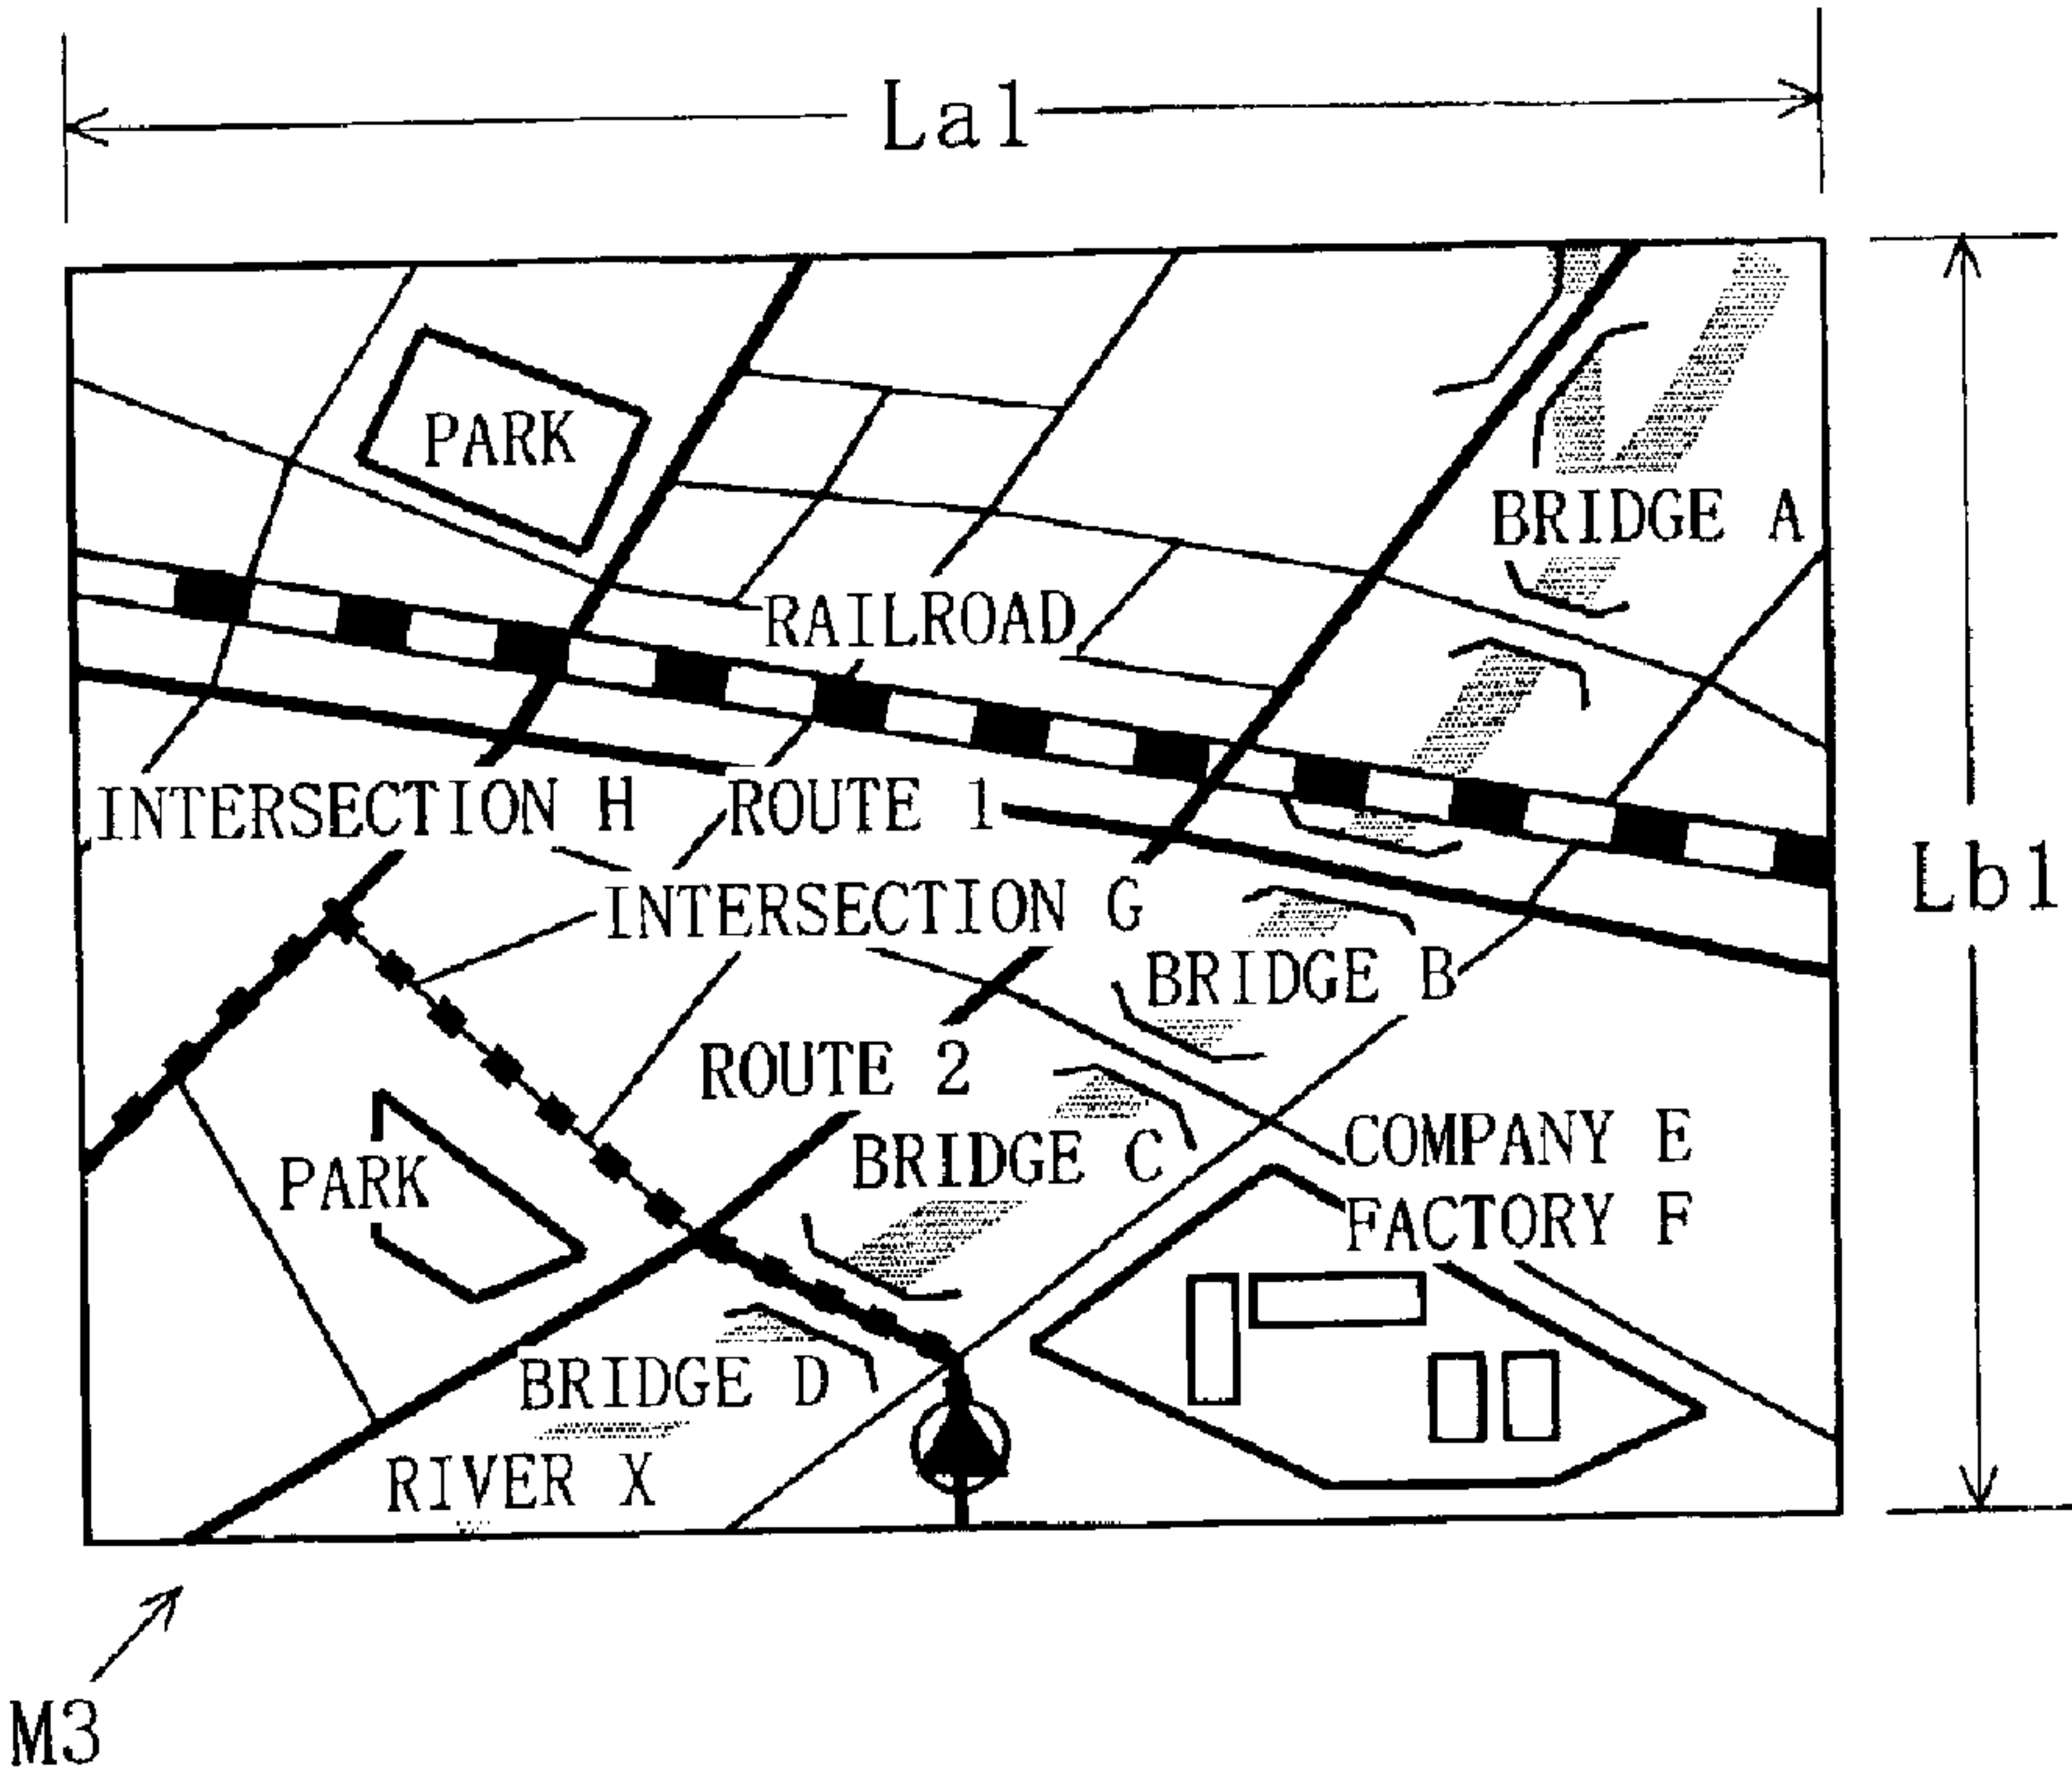 La1
PARK
BRIDGE A
RAILROAD
INTERSECTION H
ROUTE 1
Lb1
INTERSECTION G
BRIDGE B
ROUTE 2
COMPANY E
BRIDGE C
PARK
FACTORY F
BRIDGE D
RIVER X
M3